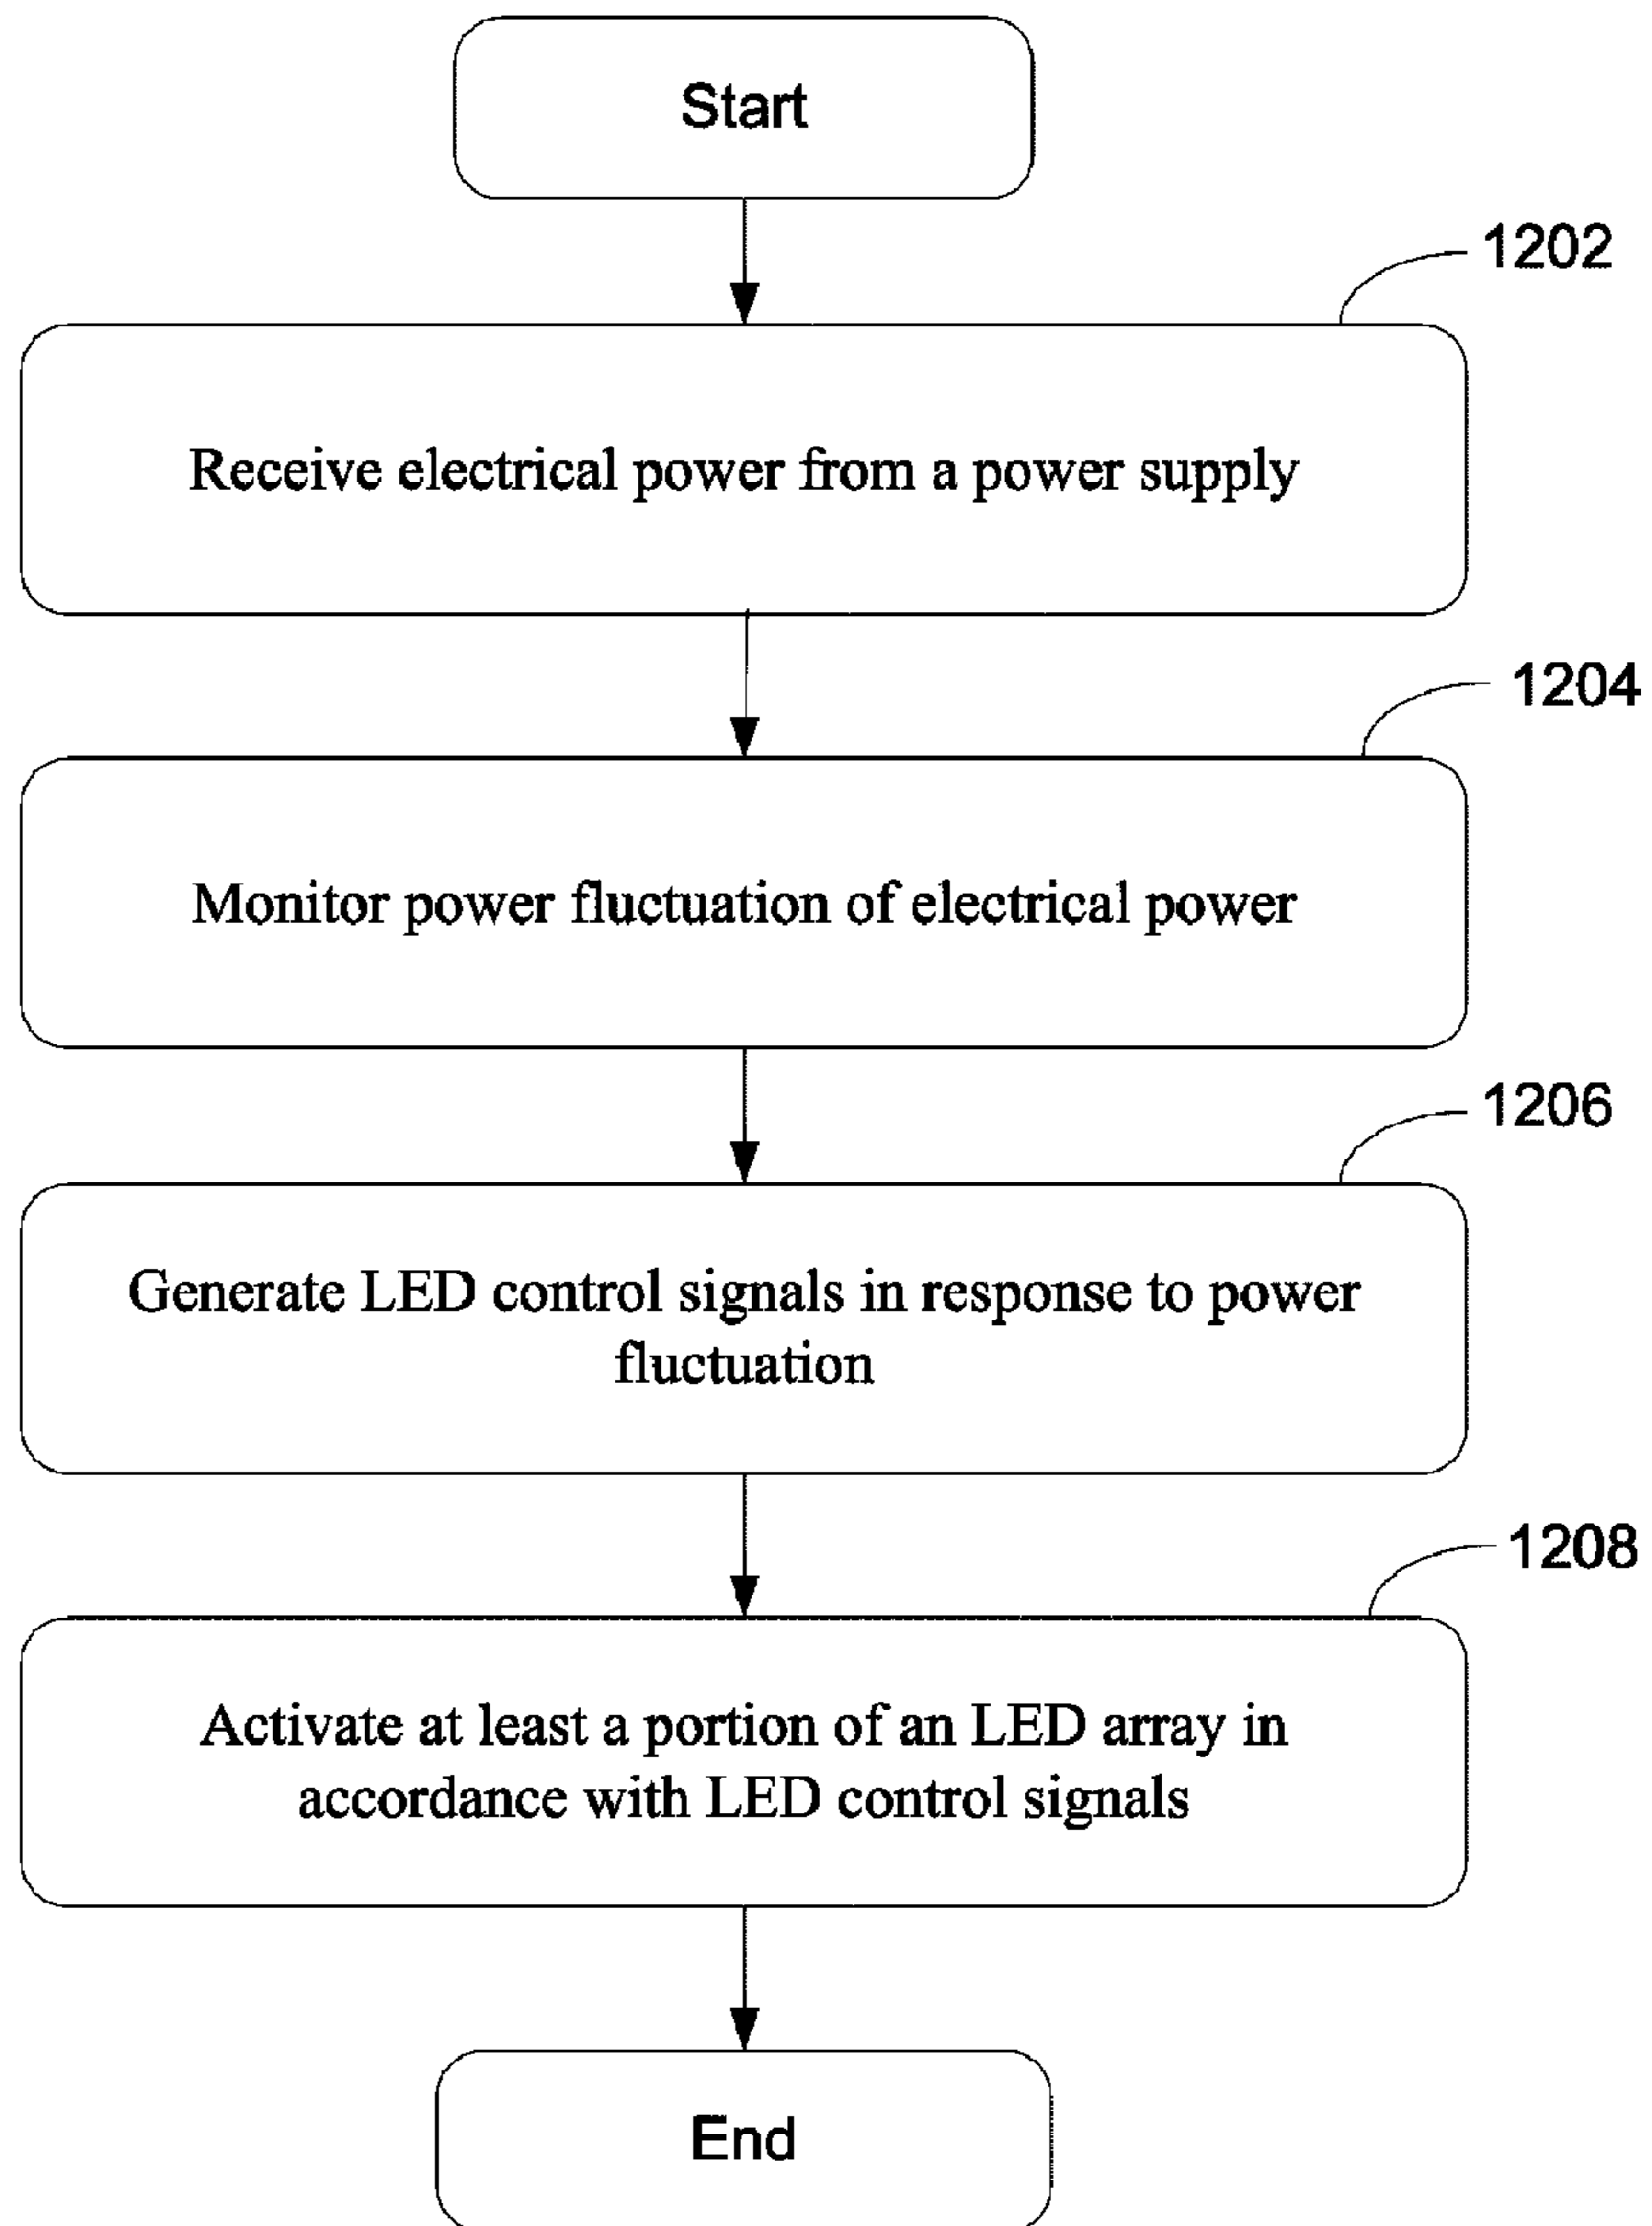 Start
1202
Receive electrical power from a power supply
1204
Monitor power fluctuation of electrical power
1206
Generate LED control signals in response to power
fluctuation
1208
Activate at least a portion of an LED array in
accordance with LED control signals
End